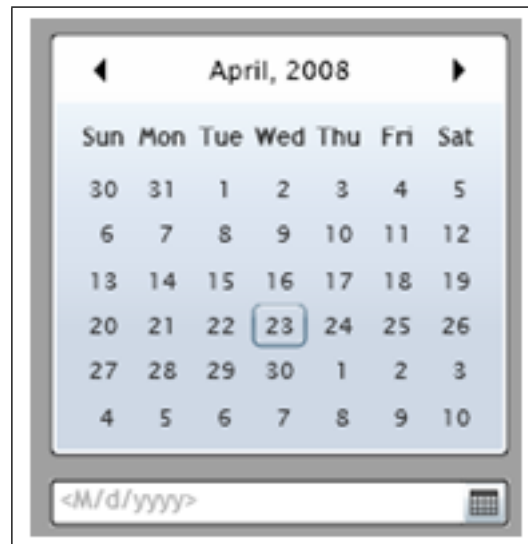 April, 2008
Sun Mon Tue Wed Thu Fri Sat
30 31 1 2 3 4 5
6 7 8 9 10 11 12
13 14 15 16 17 18 19
20 21 22 23 24 25 26
27 28 29 30 1 2 3
4 5 6 7 8 9 10
<M/d/yyyy>